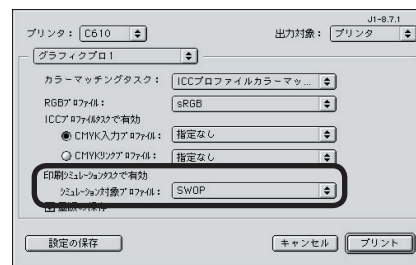 J1-8.7.1
プリンタ： C610 出力対象： プリンタ
グラフィクプロ1
カラーマッチングタスク： ICCプロファイルカラーマッ...
RGBﾌﾟﾛﾌｧｲﾙ： sRGB
ICCﾌﾟﾛﾌｧｲﾙﾀｽｸで有効
CMYK入力ﾌﾟﾛﾌｧｲﾙ： 指定なし
CMYKﾘﾝｸﾌﾟﾛﾌｧｲﾙ： 指定なし
印刷ｼﾐｭﾚｰｼｮﾝﾀｽｸで有効
ｼﾐｭﾚｰｼｮﾝ対象ﾌﾟﾛﾌｧｲﾙ： SWOP
墨版の保存
設定の保存 キャンセル プリント